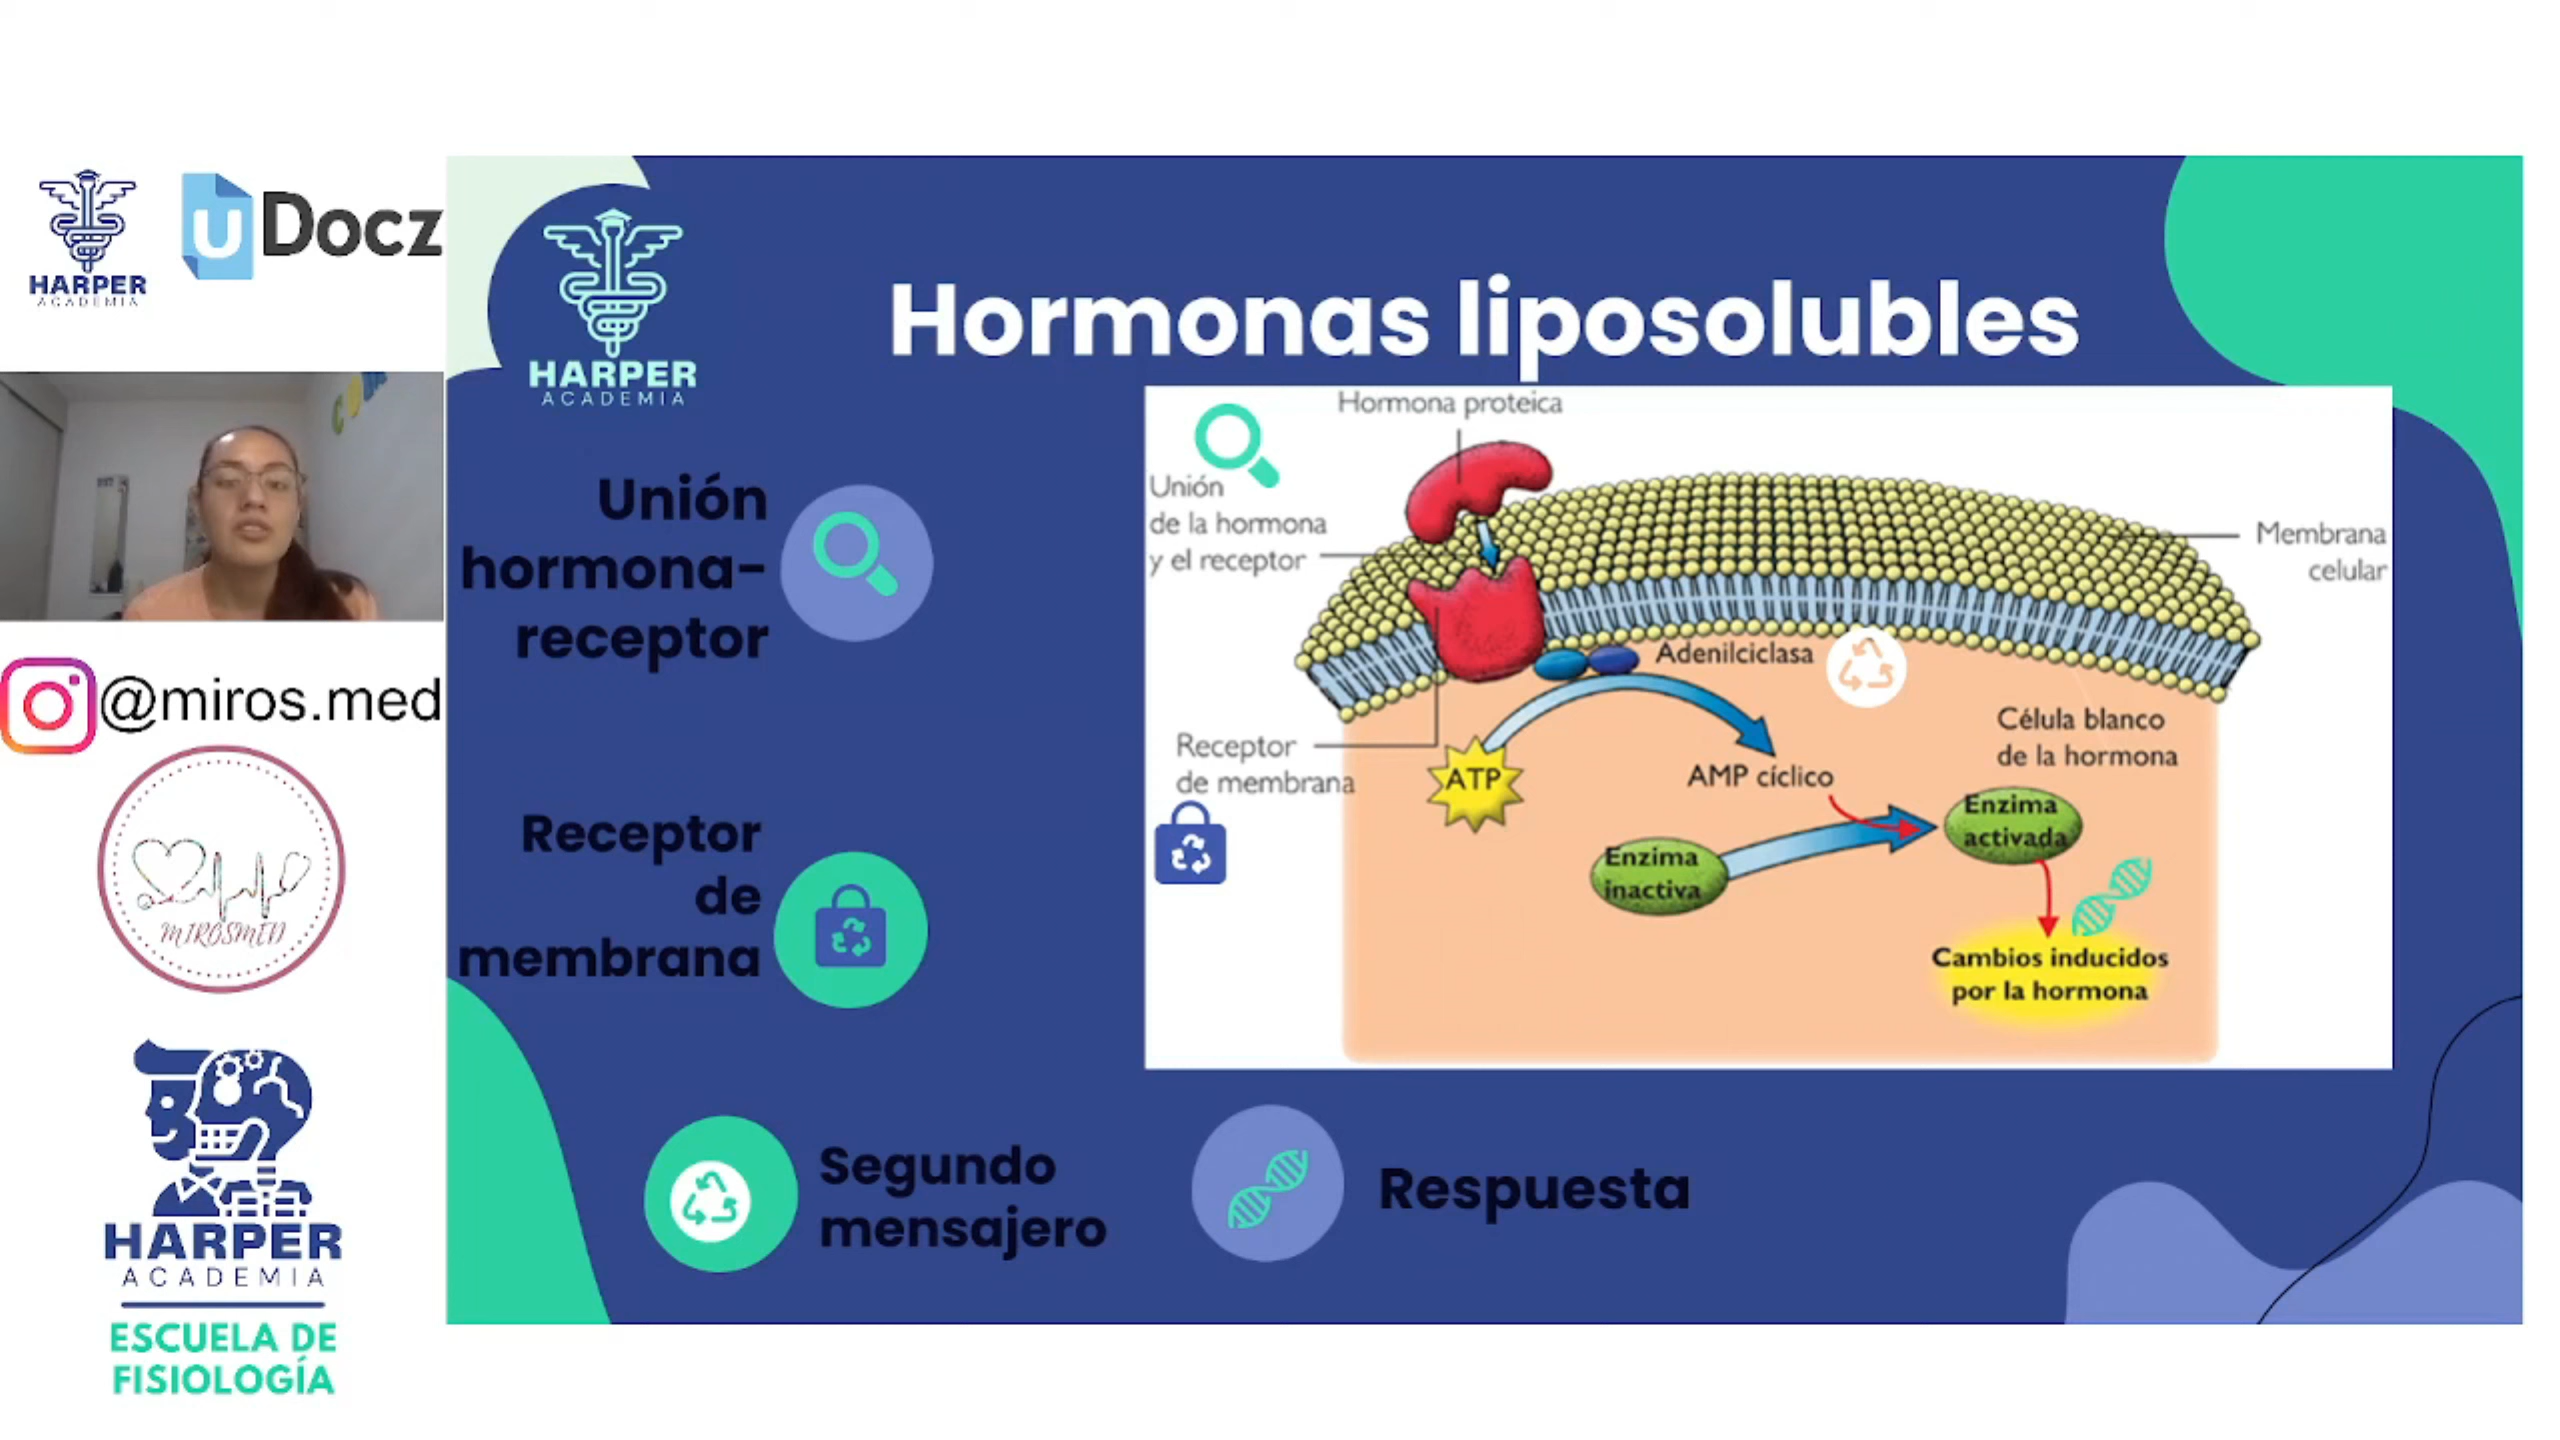 HARPER
ACADEMIA
UDocz
@miros.med
MIROSMED
HARPER
ACADEMIA
ESCUELA DE
FISIOLOGÍA
HARPER
ACADEMIA
Hormonas liposolubles
Unión
hormona-
receptor
Receptor
de
membrana
Segundo
mensajero
Respuesta
Hormona proteica
Unión
de la hormona
y el receptor
Membrana
celular
Adenilciclasa
Receptor
de membrana
ATP
AMP cíclico
Célula blanco
de la hormona
Enzima
activada
Enzima
inactiva
Cambios inducidos
por la hormona